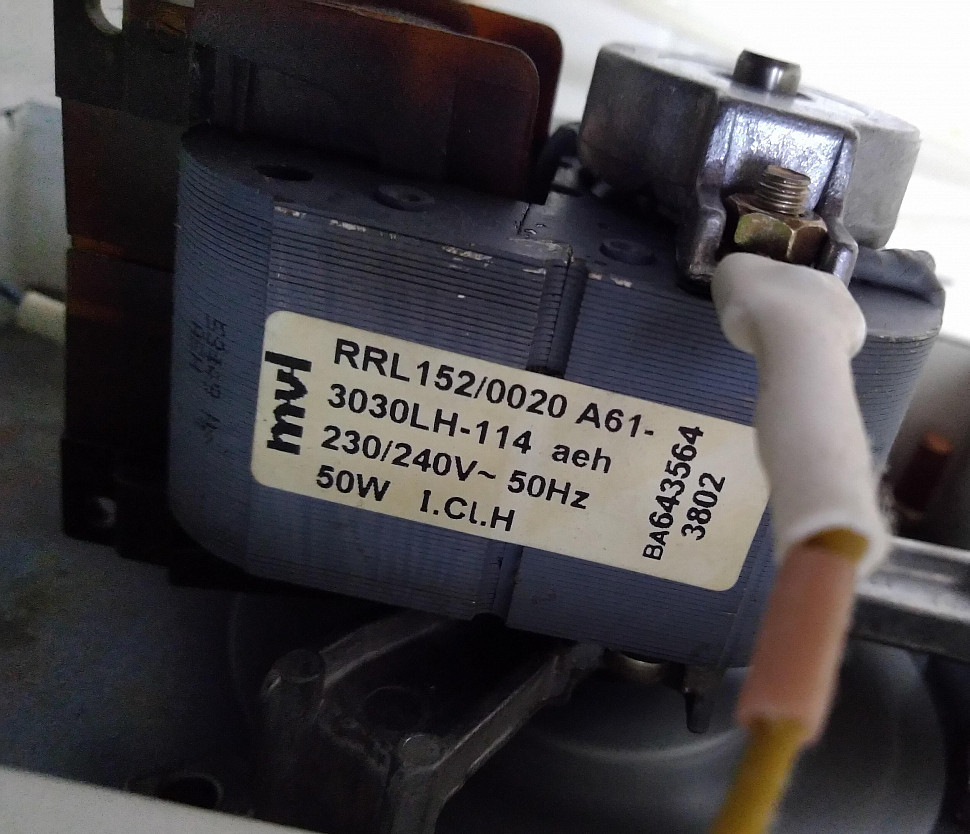 mvl
RRL152/0020 A61-
3030LH-114 aeh
230/240V~ 50Hz
50W I.Cl.H
BA643564
3802